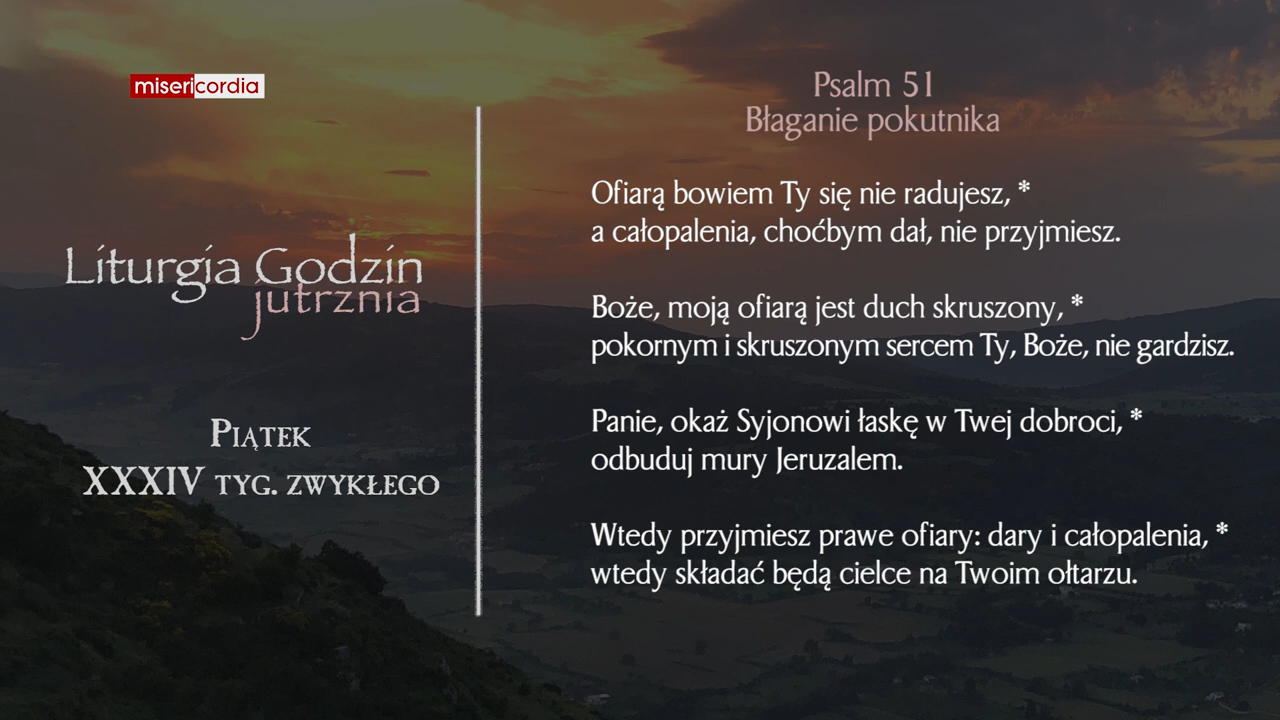 misericordia
Liturgia Godzin
jutrznia
Piątek
XXXIV tyg. zwykłego
Psalm 51
Błaganie pokutnika
Ofiarą bowiem Ty się nie radujesz, *
a całopalenia, choćbym dał, nie przyjmiesz.
Boże, moją ofiarą jest duch skruszony, *
pokornym i skruszonym sercem Ty, Boże, nie gardzisz.
Panie, okaż Syjonowi łaskę w Twej dobroci, *
odbuduj mury Jeruzalem.
Wtedy przyjmiesz prawe ofiary: dary i całopalenia, *
wtedy składać będą cielce na Twoim ołtarzu.